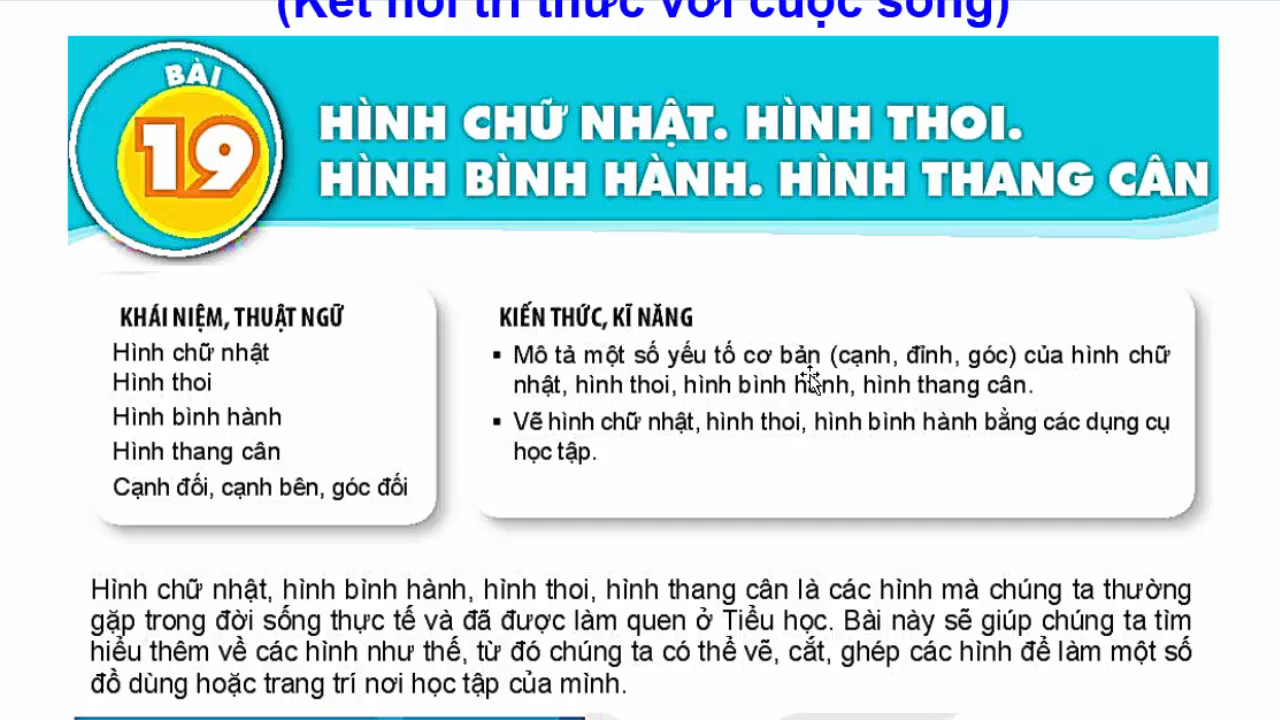 (Kết nối tri thức với cuộc sống)
BÀI
19
HÌNH CHỮ NHẬT. HÌNH THOI.
HÌNH BÌNH HÀNH. HÌNH THANG CÂN
KHÁI NIỆM, THUẬT NGỮ
Hình chữ nhật
Hình thoi
Hình bình hành
Hình thang cân
Cạnh đối, cạnh bên, góc đối
KIẾN THỨC, KĨ NĂNG
▪ Mô tả một số yếu tố cơ bản (cạnh, đỉnh, góc) của hình chữ
nhật, hình thoi, hình bình hành, hình thang cân.
▪ Vẽ hình chữ nhật, hình thoi, hình bình hành bằng các dụng cụ
học tập.
Hình chữ nhật, hình bình hành, hình thoi, hình thang cân là các hình mà chúng ta thường
gặp trong đời sống thực tế và đã được làm quen ở Tiểu học. Bài này sẽ giúp chúng ta tìm
hiểu thêm về các hình như thế, từ đó chúng ta có thể vẽ, cắt, ghép các hình để làm một số
đồ dùng hoặc trang trí nơi học tập của mình.